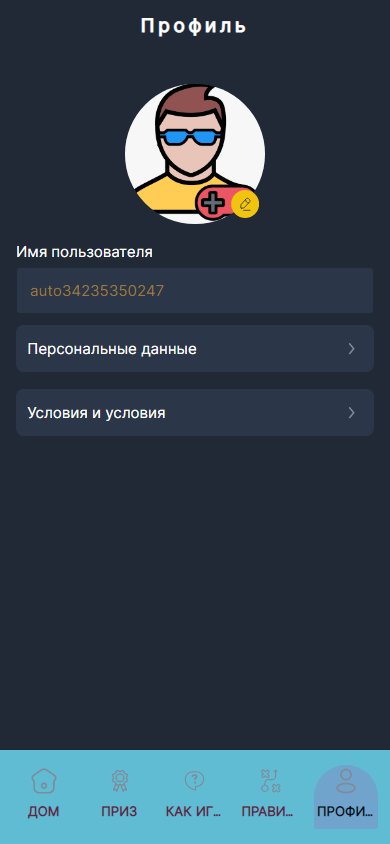 Профиль
Имя пользователя
auto34235350247
Персональные данные
Условия и условия
ДОМ
ПРИЗ
КАК ИГ...
ПРАВИ...
ПРОФИ...